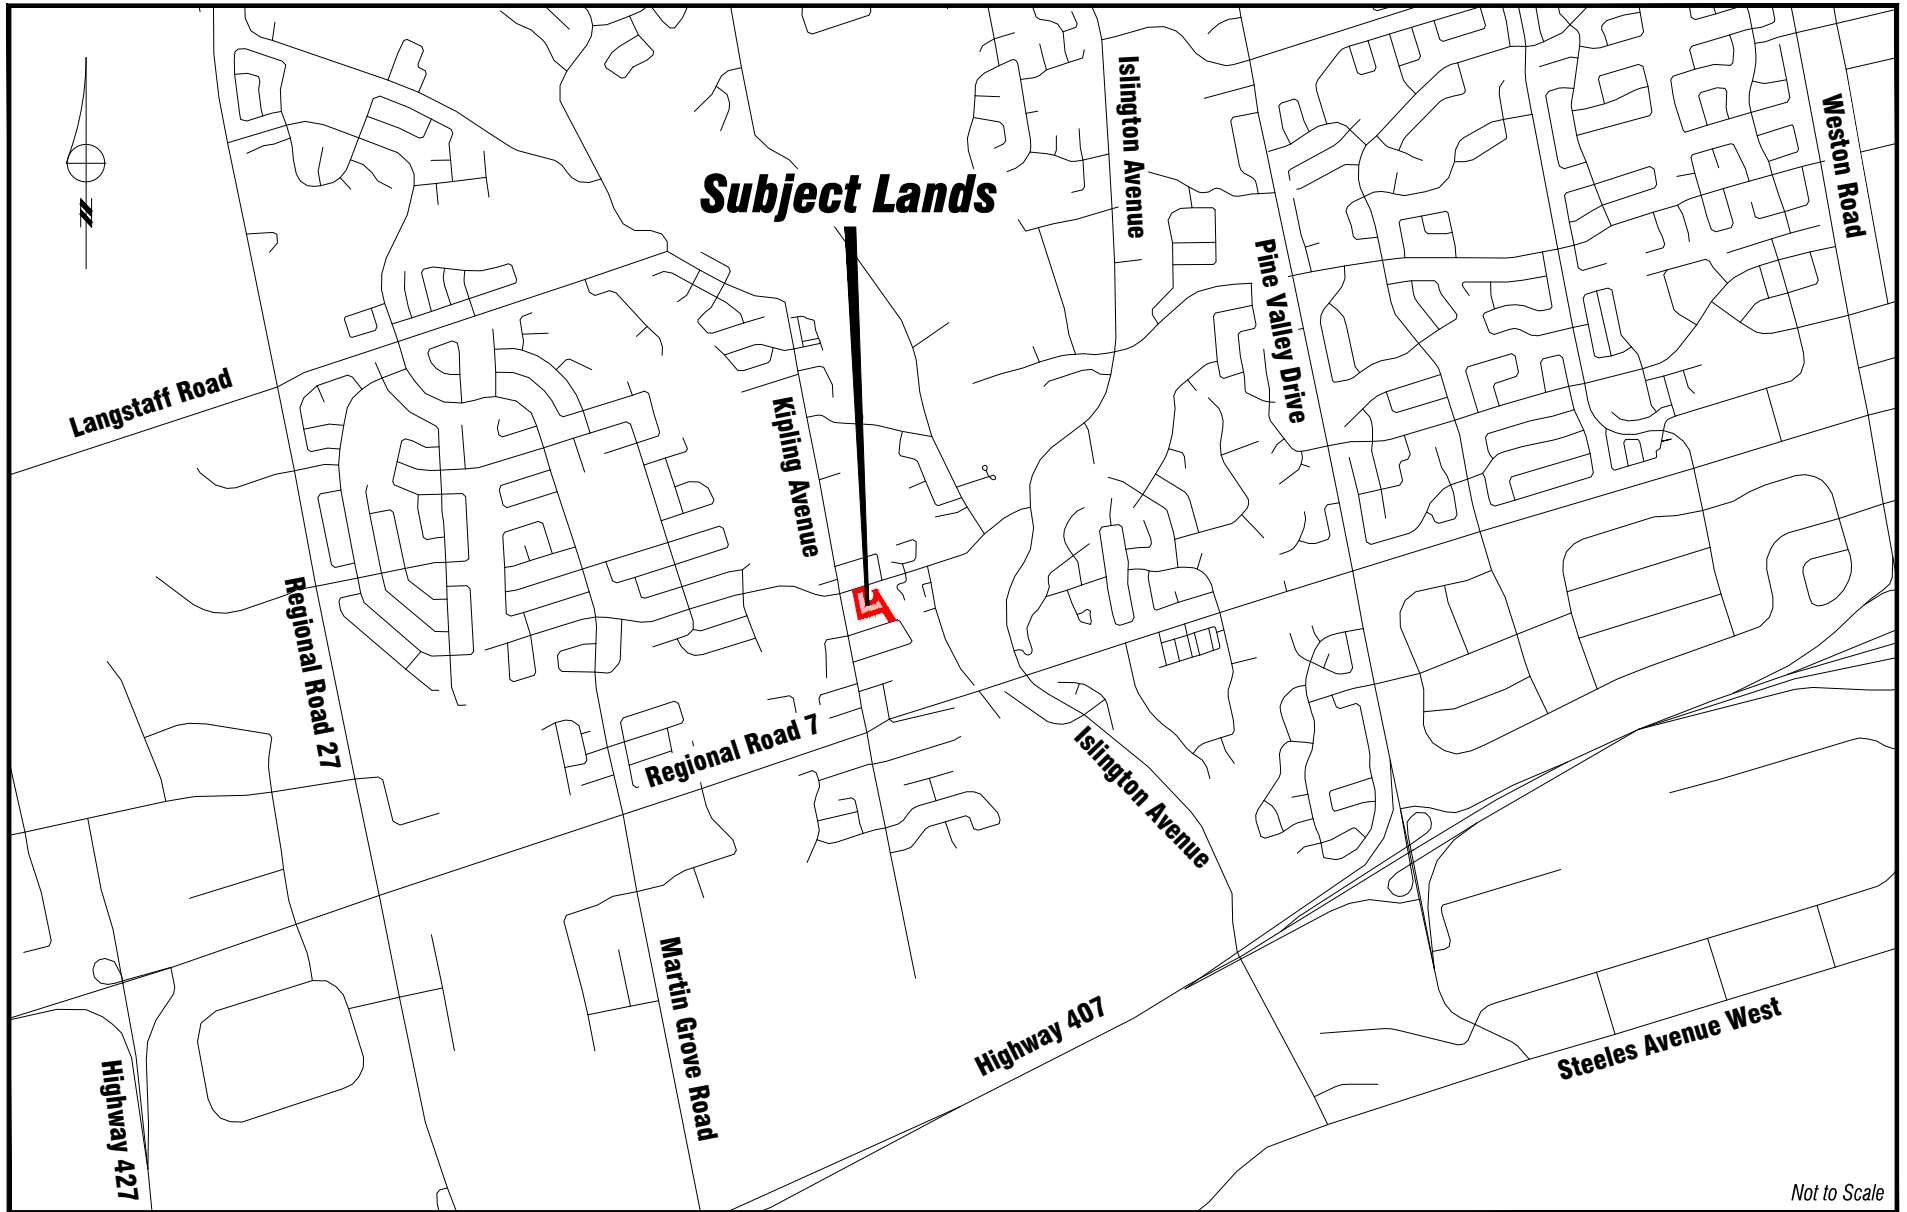 Islington Avenue
Weston Road
Subject Lands
Pine Valley Drive
Langstaff Road
Kipling Avenue
Regional Road 27
Regional Road 7
Islington Avenue
Martin Grove Road
Highway 407
Steeles Avenue West
Highway 427
Not to Scale